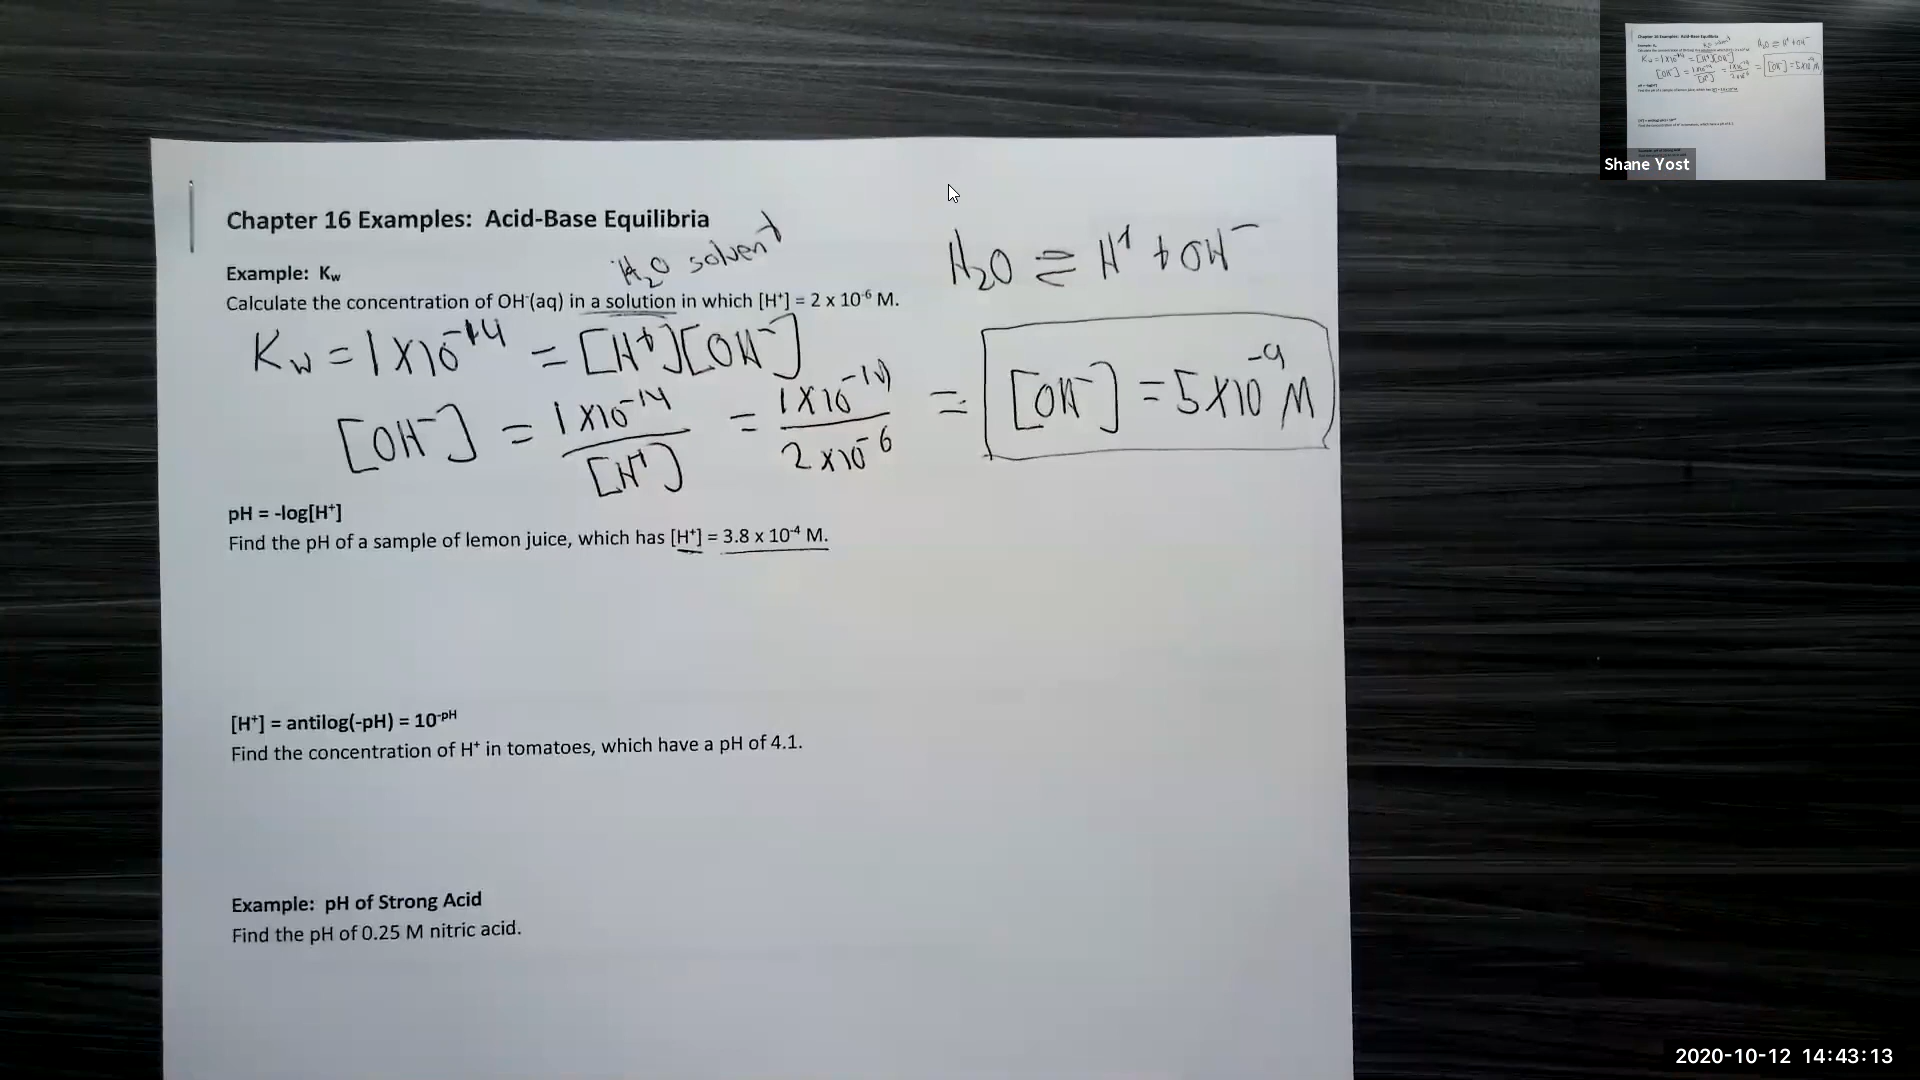 Chapter 16 Examples: Acid-Base Equilibria
H₂O solvent
H₂O ⇌ H⁺ + OH⁻
Example: Kw
Calculate the concentration of OH⁻(aq) in a solution in which [H⁺] = 2 x 10⁻⁶ M.
Kw = 1 X 10⁻¹⁴ = [H⁺][OH⁻]
[OH⁻] = 1 X 10⁻¹⁴ / [H⁺] = 1 X 10⁻¹⁴ / 2 X 10⁻⁶ = [OH⁻] = 5 X 10⁻⁹ M
pH = -log[H⁺]
Find the pH of a sample of lemon juice, which has [H⁺] = 3.8 x 10⁻⁴ M.
[H⁺] = antilog(-pH) = 10⁻ᵖᴴ
Find the concentration of H⁺ in tomatoes, which have a pH of 4.1.
Example: pH of Strong Acid
Find the pH of 0.25 M nitric acid.
Shane Yost
2020-10-12 14:43:13